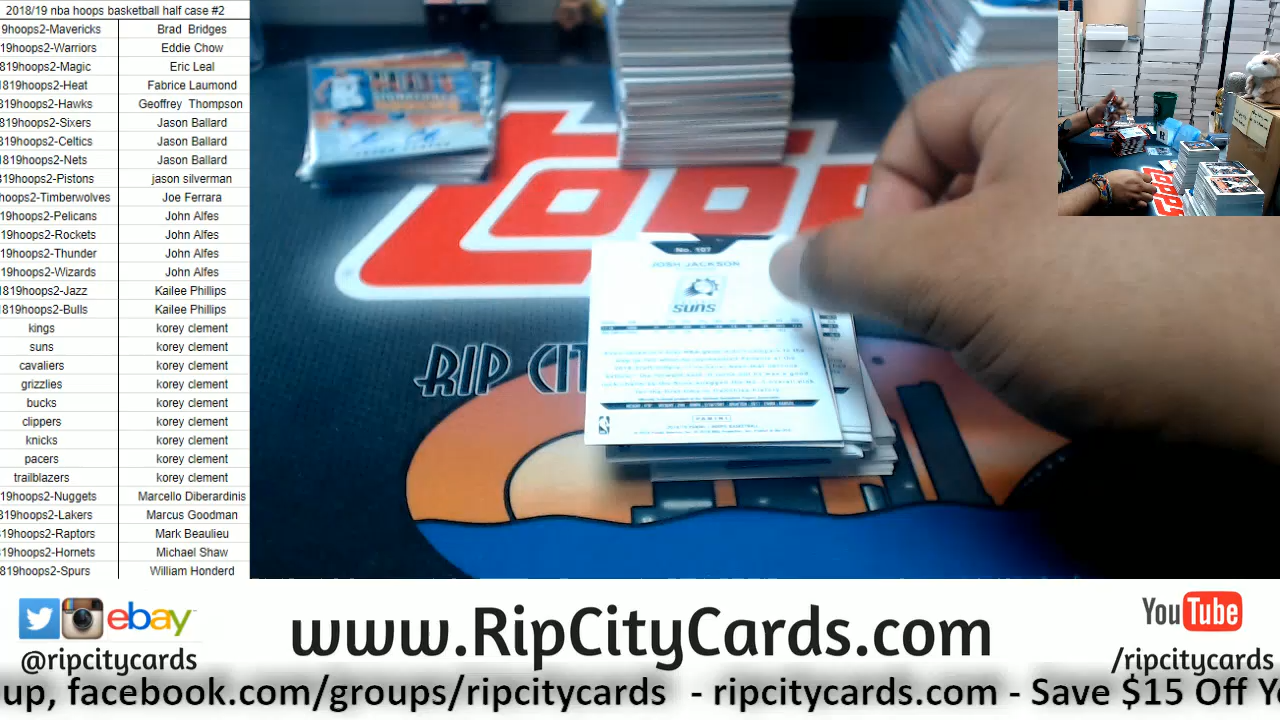 2018/19 nba hoops basketball half case #2
9hoops2-Mavericks Brad Bridges
19hoops2-Warriors Eddie Chow
819hoops2-Magic Eric Leal
819hoops2-Heat Fabrice Laumond
19hoops2-Hawks Geoffrey Thompson
819hoops2-Sixers Jason Ballard
819hoops2-Celtics Jason Ballard
819hoops2-Nets Jason Ballard
19hoops2-Pistons jason silverman
hoops2-Timberwolves Joe Ferrara
19hoops2-Pelicans John Alfes
19hoops2-Rockets John Alfes
19hoops2-Thunder John Alfes
19hoops2-Wizards John Alfes
819hoops2-Jazz Kailee Phillips
819hoops2-Bulls Kailee Phillips
kings korey clement
suns korey clement
cavaliers korey clement
grizzlies korey clement
bucks korey clement
clippers korey clement
knicks korey clement
pacers korey clement
trailblazers korey clement
19hoops2-Nuggets Marcello Diberardinis
819hoops2-Lakers Marcus Goodman
19hoops2-Raptors Mark Beaulieu
19hoops2-Hornets Michael Shaw
819hoops2-Spurs William Honderd
SIGNATURES
No. 107
JOSH JACKSON
SUNS
PANINI
RIP CIT
ebay
@ripcitycards
www.RipCityCards.com
YouTube
/ripcitycards
oup, facebook.com/groups/ripcitycards - ripcitycards.com - Save $15 Off Yo